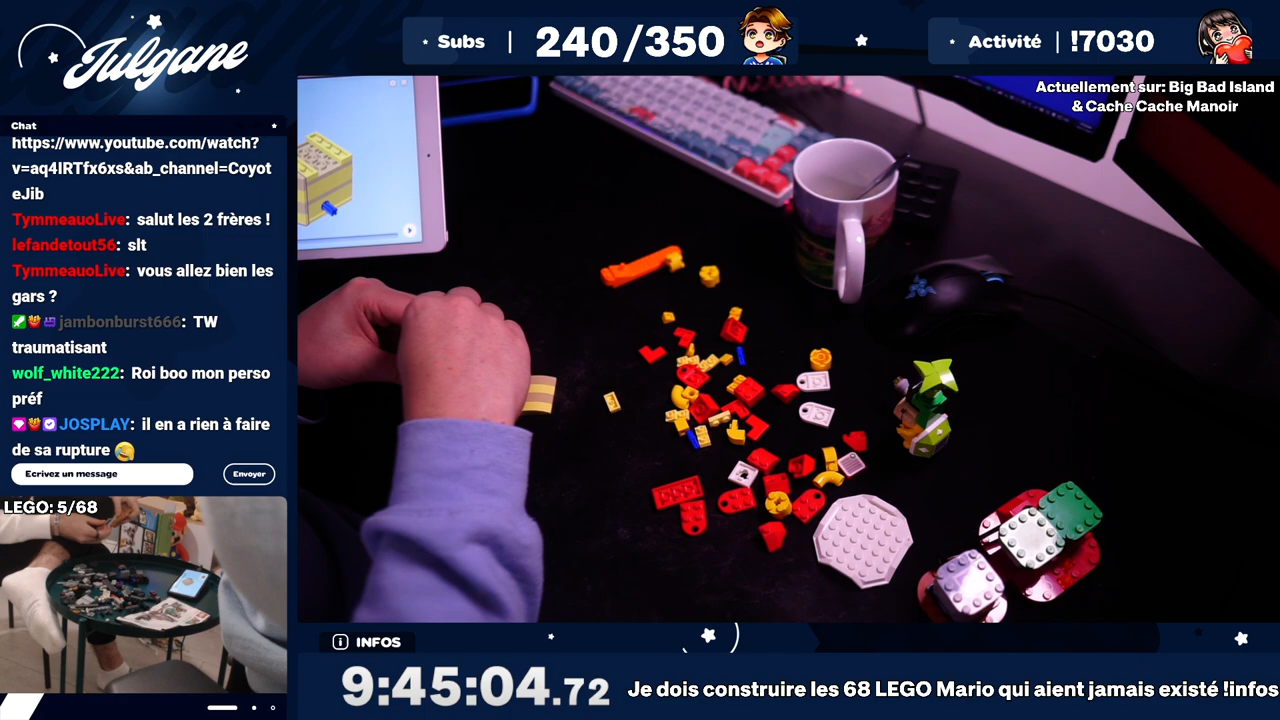 Julgane
Subs | 240/350
Activité | !7030
Actuellement sur: Big Bad Island
& Cache Cache Manoir
Chat
https://www.youtube.com/watch?
v=aq4lRTfx6xs&ab_channel=Coyot
eJib
TymmeauoLive: salut les 2 frères !
lefandetout56: slt
TymmeauoLive: vous allez bien les
gars ?
jambonburst666: TW
traumatisant
wolf_white222: Roi boo mon perso
préf
JOSPLAY: il en a rien à faire
de sa rupture
Ecrivez un message
Envoyer
LEGO: 5/68
INFOS
9:45:04.72
Je dois construire les 68 LEGO Mario qui aient jamais existé !infos